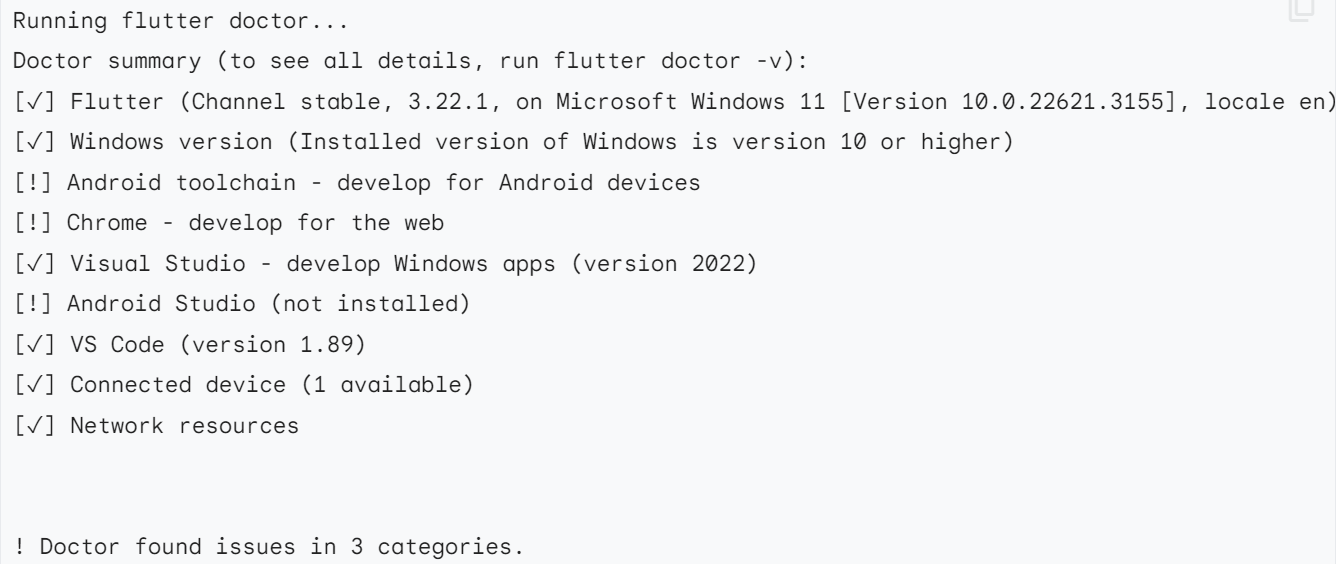 Running flutter doctor...
Doctor summary (to see all details, run flutter doctor -v):
[✓] Flutter (Channel stable, 3.22.1, on Microsoft Windows 11 [Version 10.0.22621.3155], locale en)
[✓] Windows version (Installed version of Windows is version 10 or higher)
[!] Android toolchain - develop for Android devices
[!] Chrome - develop for the web
[✓] Visual Studio - develop Windows apps (version 2022)
[!] Android Studio (not installed)
[✓] VS Code (version 1.89)
[✓] Connected device (1 available)
[✓] Network resources
! Doctor found issues in 3 categories.